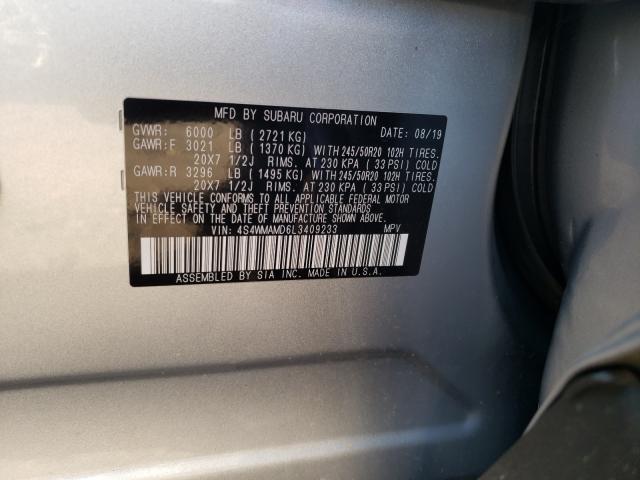 MFD BY SUBARU CORPORATION
GVWR: 6000 LB (2721 KG) DATE: 08/19
GAWR:F 3021 LB (1370 KG) WITH 245/50R20 102H TIRES.
20X7 1/2J RIMS. AT 230 KPA (33 PSI) COLD
GAWR:R 3296 LB (1495 KG) WITH 245/50R20 102H TIRES.
20X7 1/2J RIMS. AT 230 KPA (33 PSI) COLD
THIS VEHICLE CONFORMS TO ALL APPLICABLE FEDERAL MOTOR
VEHICLE SAFETY AND THEFT PREVENTION STANDARDS IN EFFECT
ON THE DATE OF MANUFACTURE SHOWN ABOVE.
VIN: 4S4WMAMD6L3409233 MPV
ASSEMBLED BY SIA INC. MADE IN U.S.A.